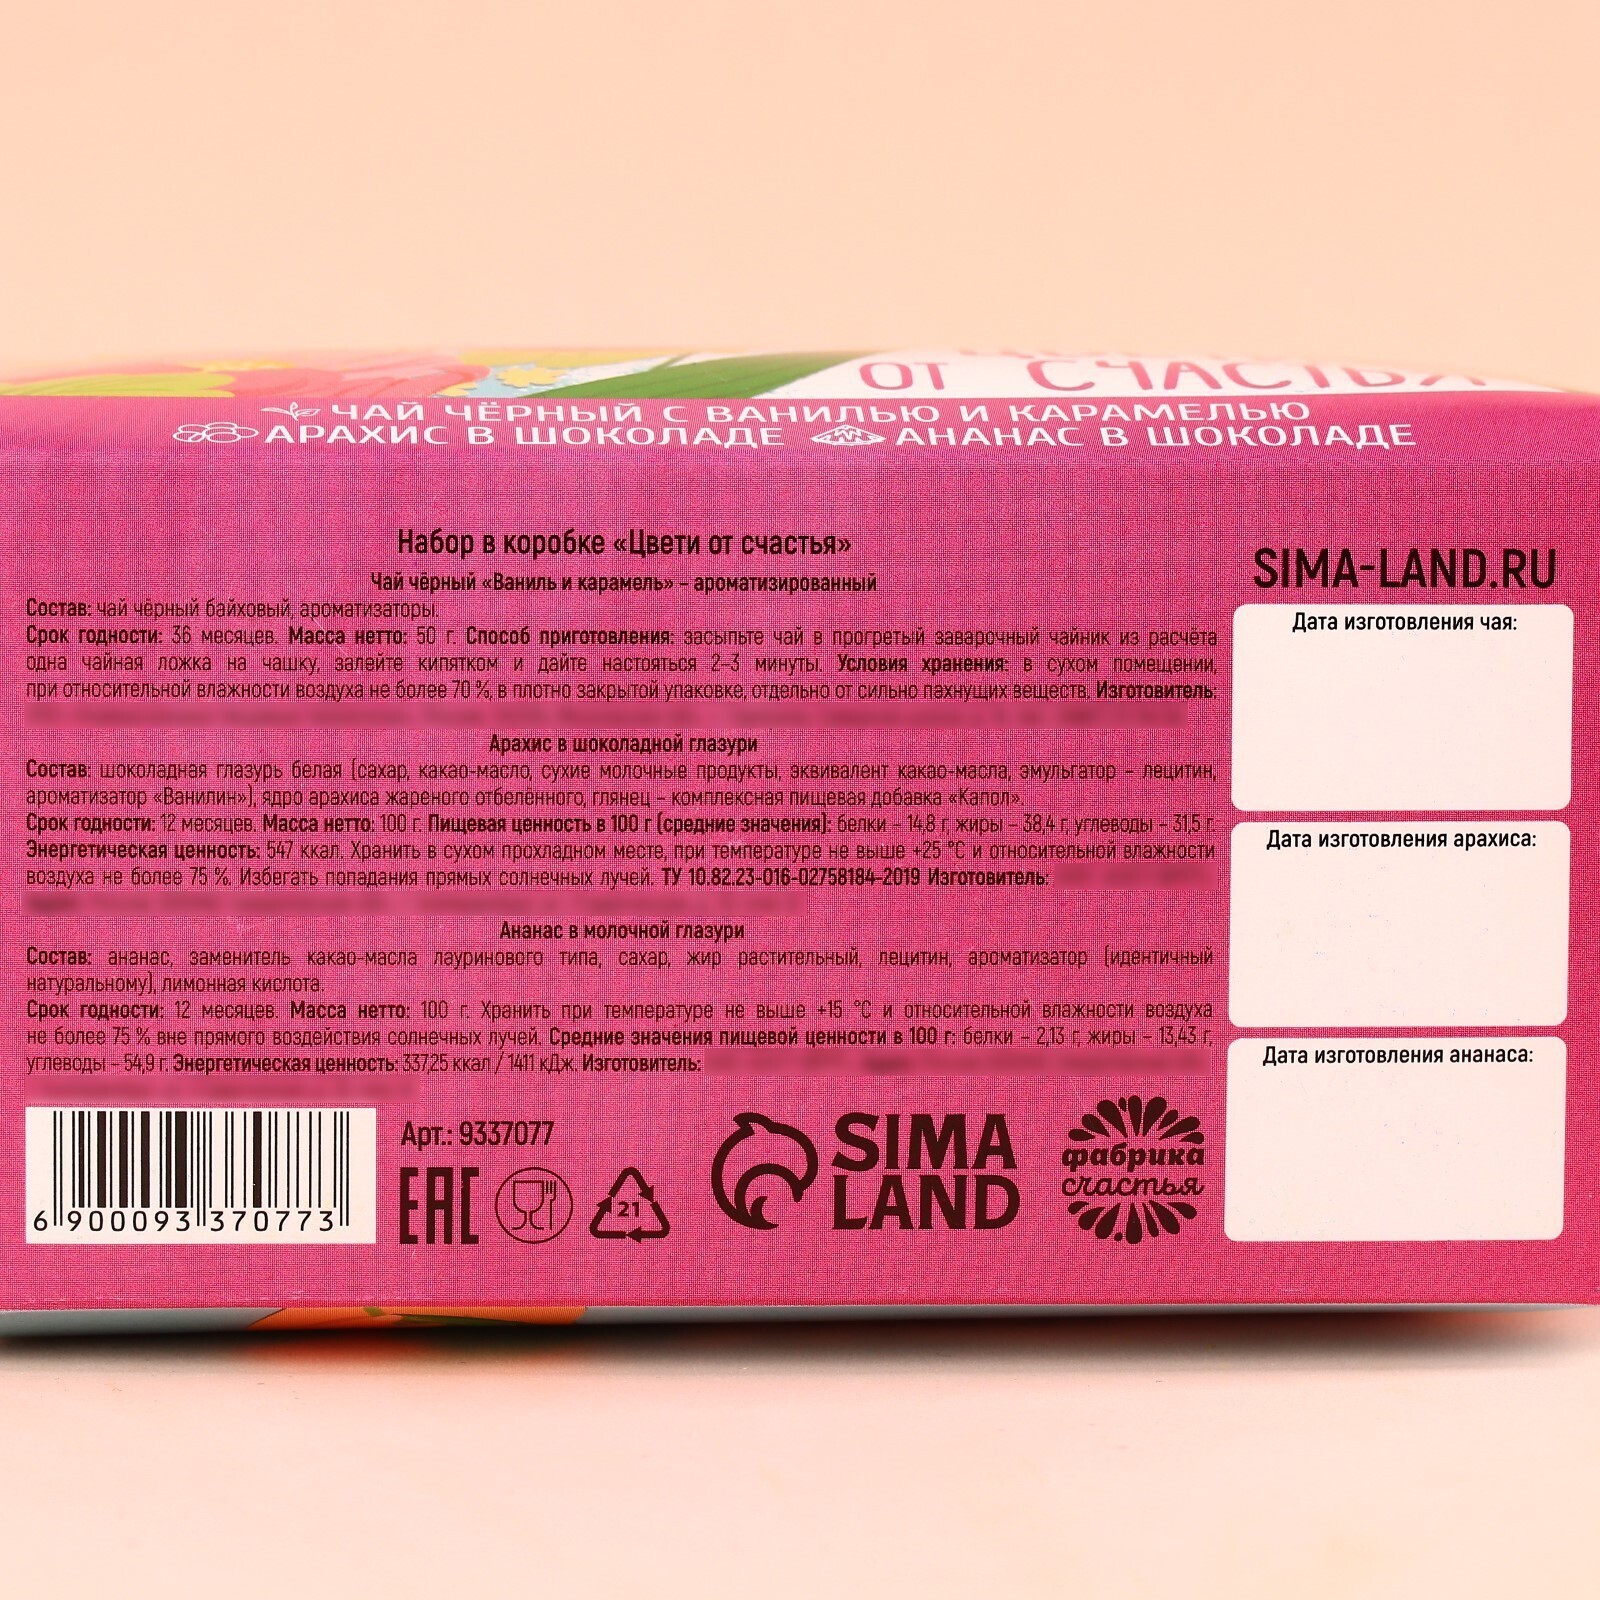 ОТ СЧАСТЬЯ
ЧАЙ ЧЁРНЫЙ С ВАНИЛЬЮ И КАРАМЕЛЬЮ
АРАХИС В ШОКОЛАДЕ АНАНАС В ШОКОЛАДЕ
Набор в коробке «Цвети от счастья»
Чай чёрный «Ваниль и карамель» – ароматизированный
Состав: чай чёрный байховый, ароматизаторы.
Срок годности: 36 месяцев. Масса нетто: 50 г. Способ приготовления: засыпьте чай в прогретый заварочный чайник из расчёта
одна чайная ложка на чашку, залейте кипятком и дайте настояться 2–3 минуты. Условия хранения: в сухом помещении,
при относительной влажности воздуха не более 70 %, в плотно закрытой упаковке, отдельно от сильно пахнущих веществ. Изготовитель:
Арахис в шоколадной глазури
Состав: шоколадная глазурь белая (сахар, какао-масло, сухие молочные продукты, эквивалент какао-масла, эмульгатор – лецитин,
ароматизатор «Ванилин»), ядро арахиса жареного отбелённого, глянец – комплексная пищевая добавка «Капол».
Срок годности: 12 месяцев. Масса нетто: 100 г. Пищевая ценность в 100 г (средние значения): белки – 14,8 г, жиры – 38,4 г, углеводы – 31,5 г.
Энергетическая ценность: 547 ккал. Хранить в сухом прохладном месте, при температуре не выше +25 °С и относительной влажности
воздуха не более 75 %. Избегать попадания прямых солнечных лучей. ТУ 10.82.23-016-02758184-2019 Изготовитель:
Ананас в молочной глазури
Состав: ананас, заменитель какао-масла лауринового типа, сахар, жир растительный, лецитин, ароматизатор (идентичный
натуральному), лимонная кислота.
Срок годности: 12 месяцев. Масса нетто: 100 г. Хранить при температуре не выше +15 °С и относительной влажности воздуха
не более 75 % вне прямого воздействия солнечных лучей. Средние значения пищевой ценности в 100 г: белки – 2,13 г, жиры – 13,43 г,
углеводы – 54,9 г. Энергетическая ценность: 337,25 ккал / 1411 кДж. Изготовитель:
6 900093 370773
Арт.: 9337077
EAC
21
SIMA
LAND
фабрика
счастья
SIMA-LAND.RU
Дата изготовления чая:
Дата изготовления арахиса:
Дата изготовления ананаса: